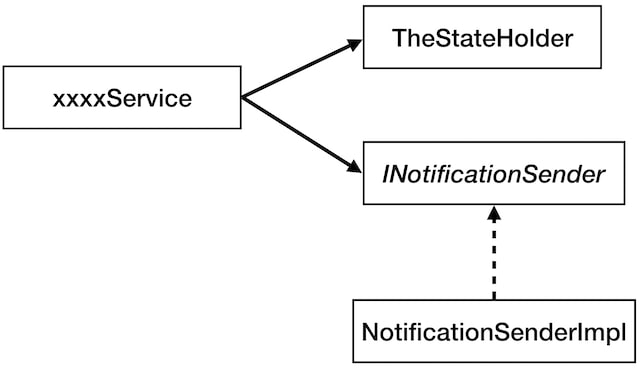 TheStateHolder
xxxxService
INotificationSender
NotificationSenderImpl